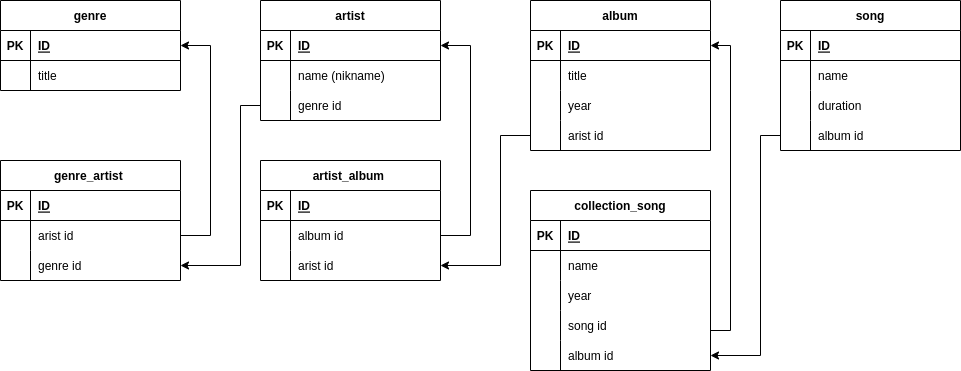 genre
PK ID
title
artist
PK ID
name (nikname)
genre id
album
PK ID
title
year
arist id
song
PK ID
name
duration
album id
genre_artist
PK ID
arist id
genre id
artist_album
PK ID
album id
arist id
collection_song
PK ID
name
year
song id
album id